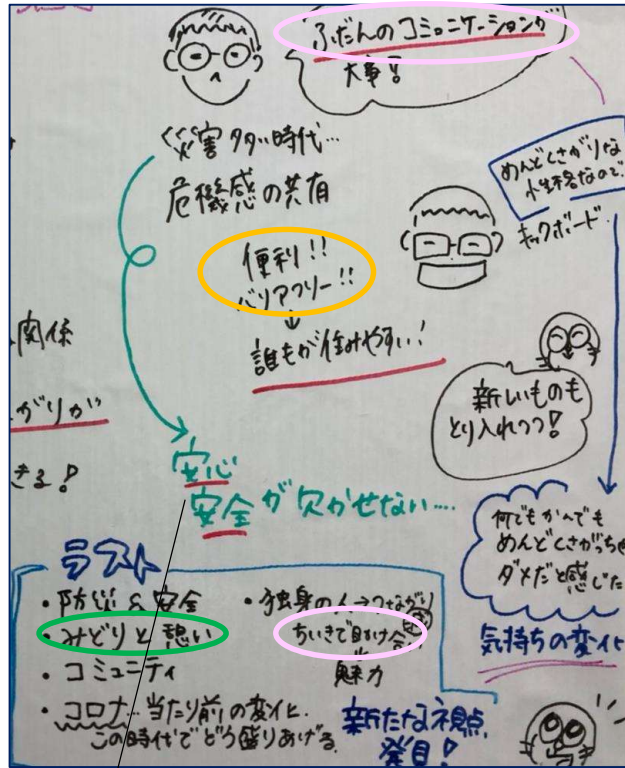 ふだんのコミュニケーション
大事!
災害多い時代…
危機感の共有
便利!!
バリアフリー!!
↓
誰もが住みやすい!
めんどくさがりな
性格なので…
キックボード
関係
がりが
きる!
新しいものも
とり入れつつ!
安心
安全が欠かせない…
何でもかんでも
めんどくさがっちゃ
ダメだと感じた
気持ちの変化
ラスト
・防災&安全
・みどりと憩い
・コミュニティ
・コロナ…当たり前の変化
この時代でどう盛りあげる
・独身の人→つながり
ちいきで助け合い
魅力
新たな視点
発見!